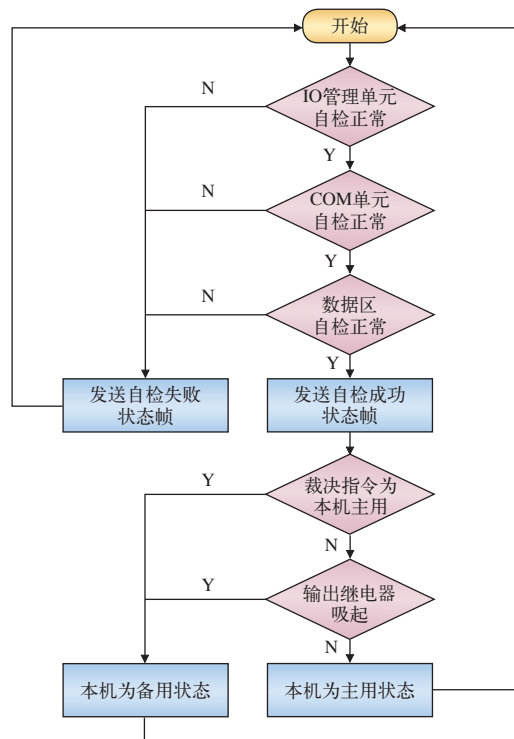 开始
N
IO管理单元
自检正常
Y
N
COM单元
自检正常
Y
N
数据区
自检正常
Y
发送自检失败
状态帧
发送自检成功
状态帧
Y
裁决指令为
本机主用
N
Y
输出继电器
吸起
N
本机为备用状态
本机为主用状态